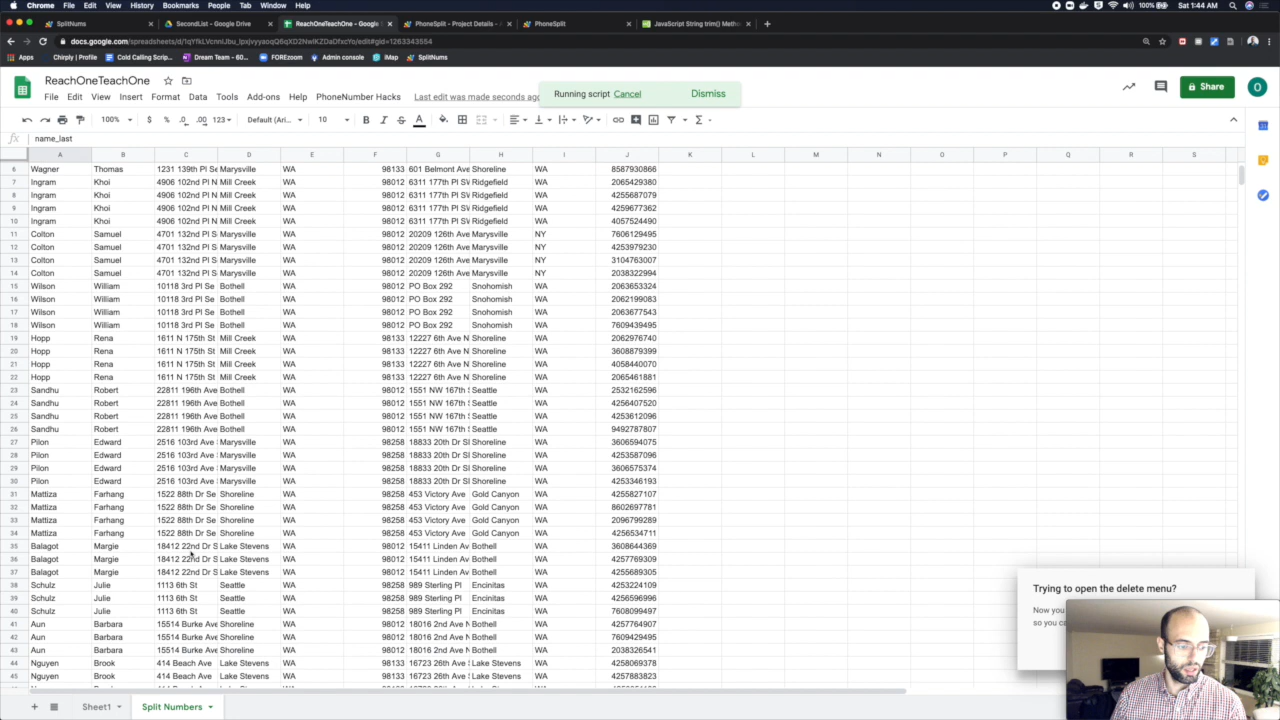 Chrome File Edit View History Bookmarks People Tab Window Help 100% Sat 1:44 AM
SplitNums SecondList - Google Drive ReachOneTeachOne - Google PhoneSplit - Project Details PhoneSplit JavaScript String trim() Meth
Apps Chirply | Profile Cold Calling Scrip Dream Team - 60 FOREzoom Admin console iMap SplitNums
ReachOneTeachOne
Running script Cancel Dismiss
Share
O
File Edit View Insert Format Data Tools Add-ons Help PhoneNumber Hacks Last edit was made seconds ago
100% $ % .0 .00 123 Default (Ari... 10 B I S A
fx name_last
A B C D E F G H I J K L M N O P Q R S
6 Wagner Thomas 1231 139th Pl Se Marysville WA 98133 601 Belmont Ave Shoreline WA 8587930866
7 Ingram Khoi 4906 102nd Pl N Mill Creek WA 98012 6311 177th Pl SW Ridgefield WA 2065429380
8 Ingram Khoi 4906 102nd Pl N Mill Creek WA 98012 6311 177th Pl SW Ridgefield WA 4255687079
9 Ingram Khoi 4906 102nd Pl N Mill Creek WA 98012 6311 177th Pl SW Ridgefield WA 4259677362
10 Ingram Khoi 4906 102nd Pl N Mill Creek WA 98012 6311 177th Pl SW Ridgefield WA 4057524490
11 Colton Samuel 4701 132nd Pl S Marysville WA 98012 20209 126th Ave Marysville NY 7606129495
12 Colton Samuel 4701 132nd Pl S Marysville WA 98012 20209 126th Ave Marysville NY 4253979230
13 Colton Samuel 4701 132nd Pl S Marysville WA 98012 20209 126th Ave Marysville NY 3104763007
14 Colton Samuel 4701 132nd Pl S Marysville WA 98012 20209 126th Ave Marysville NY 2038322994
15 Wilson William 10118 3rd Pl Se Bothell WA 98012 PO Box 292 Snohomish WA 2063653324
16 Wilson William 10118 3rd Pl Se Bothell WA 98012 PO Box 292 Snohomish WA 2062199083
17 Wilson William 10118 3rd Pl Se Bothell WA 98012 PO Box 292 Snohomish WA 2063677543
18 Wilson William 10118 3rd Pl Se Bothell WA 98012 PO Box 292 Snohomish WA 7609439495
19 Hopp Rena 1611 N 175th St Mill Creek WA 98133 12227 6th Ave N Shoreline WA 2062976740
20 Hopp Rena 1611 N 175th St Mill Creek WA 98133 12227 6th Ave N Shoreline WA 3608879399
21 Hopp Rena 1611 N 175th St Mill Creek WA 98133 12227 6th Ave N Shoreline WA 4058440070
22 Hopp Rena 1611 N 175th St Mill Creek WA 98133 12227 6th Ave N Shoreline WA 2065461881
23 Sandhu Robert 22811 196th Ave Bothell WA 98012 1551 NW 167th S Seattle WA 2532162596
24 Sandhu Robert 22811 196th Ave Bothell WA 98012 1551 NW 167th S Seattle WA 4256407520
25 Sandhu Robert 22811 196th Ave Bothell WA 98012 1551 NW 167th S Seattle WA 4253612096
26 Sandhu Robert 22811 196th Ave Bothell WA 98012 1551 NW 167th S Seattle WA 9492787807
27 Pilon Edward 2516 103rd Ave Marysville WA 98258 18833 20th Dr SE Shoreline WA 3606594075
28 Pilon Edward 2516 103rd Ave Marysville WA 98258 18833 20th Dr SE Shoreline WA 4253587091
29 Pilon Edward 2516 103rd Ave Marysville WA 98258 18833 20th Dr SE Shoreline WA 3606575374
30 Pilon Edward 2516 103rd Ave Marysville WA 98258 18833 20th Dr SE Shoreline WA 4253346193
31 Mattiza Farhang 1522 88th Dr Se Shoreline WA 98258 453 Victory Ave Gold Canyon WA 4255827107
32 Mattiza Farhang 1522 88th Dr Se Shoreline WA 98258 453 Victory Ave Gold Canyon WA 8602697781
33 Mattiza Farhang 1522 88th Dr Se Shoreline WA 98258 453 Victory Ave Gold Canyon WA 2096799289
34 Mattiza Farhang 1522 88th Dr Se Shoreline WA 98258 453 Victory Ave Gold Canyon WA 4256534711
35 Balagot Margie 18412 22nd Dr S Lake Stevens WA 98012 15411 Linden Av Bothell WA 3608644369
36 Balagot Margie 18412 22nd Dr S Lake Stevens WA 98012 15411 Linden Av Bothell WA 4257769309
37 Balagot Margie 18412 22nd Dr S Lake Stevens WA 98012 15411 Linden Av Bothell WA 4255689305
38 Schulz Julie 1113 6th St Seattle WA 98258 989 Sterling Pl Encinitas WA 4253224109
39 Schulz Julie 1113 6th St Seattle WA 98258 989 Sterling Pl Encinitas WA 4256596996
40 Schulz Julie 1113 6th St Seattle WA 98258 989 Sterling Pl Encinitas WA 7608099497
41 Aun Barbara 15514 Burke Ave Shoreline WA 98012 18016 2nd Ave N Bothell WA 4257764907
42 Aun Barbara 15514 Burke Ave Shoreline WA 98012 18016 2nd Ave N Bothell WA 7609429495
43 Aun Barbara 15514 Burke Ave Shoreline WA 98012 18016 2nd Ave N Bothell WA 2038326541
44 Nguyen Brook 414 Beach Ave Lake Stevens WA 98133 16723 26th Ave Lake Stevens WA 4258069378
45 Nguyen Brook 414 Beach Ave Lake Stevens WA 98133 16723 26th Ave Lake Stevens WA 4257883823
Trying to open the delete menu?
Now you
so you ca
Sheet1 Split Numbers